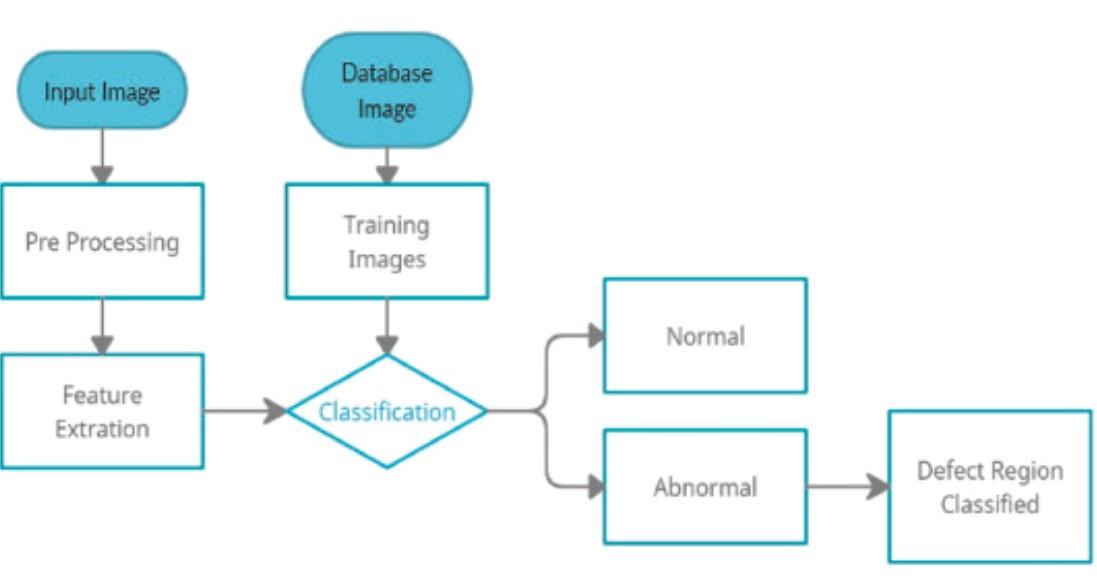 Input Image
Database
Image
Pre Processing
Training
Images
Feature
Extration
Classification
Normal
Abnormal
Defect Region
Classified